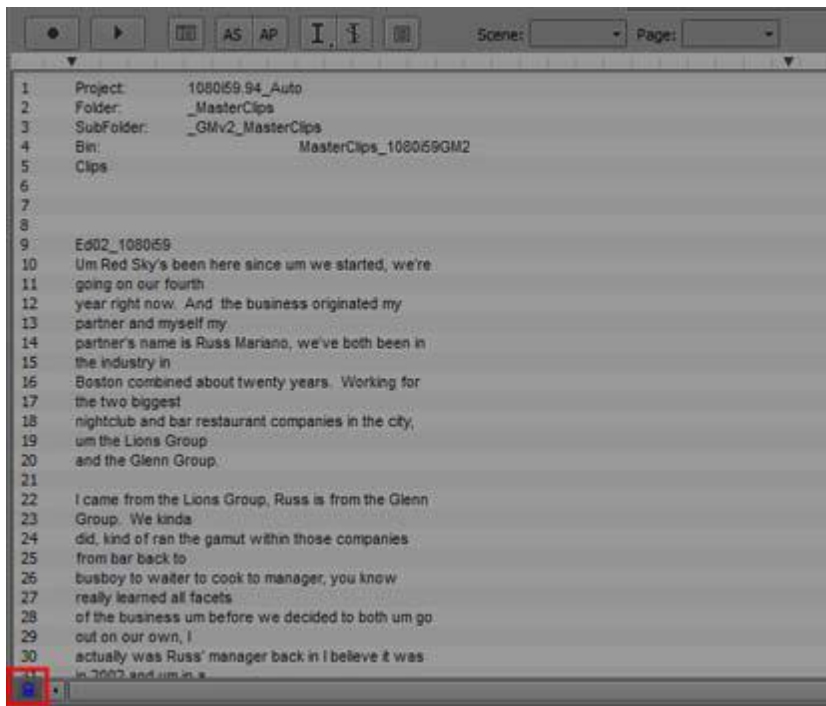 AS AP Scene: Page:
1 Project: 1080i59.94_Auto
2 Folder: _MasterClips
3 SubFolder: _GMv2_MasterClips
4 Bin: MasterClips_1080i59GM2
5 Clips
6
7
8
9 Ed02_1080i59
10 Um Red Sky's been here since um we started, we're
11 going on our fourth
12 year right now. And the business originated my
13 partner and myself my
14 partner's name is Russ Mariano, we've both been in
15 the industry in
16 Boston combined about twenty years. Working for
17 the two biggest
18 nightclub and bar restaurant companies in the city,
19 um the Lions Group
20 and the Glenn Group.
21
22 I came from the Lions Group, Russ is from the Glenn
23 Group. We kinda
24 did, kind of ran the gamut within those companies
25 from bar back to
26 busboy to waiter to cook to manager, you know
27 really learned all facets
28 of the business um before we decided to both um go
29 out on our own, I
30 actually was Russ' manager back in I believe it was
31 in 2002 and um in a